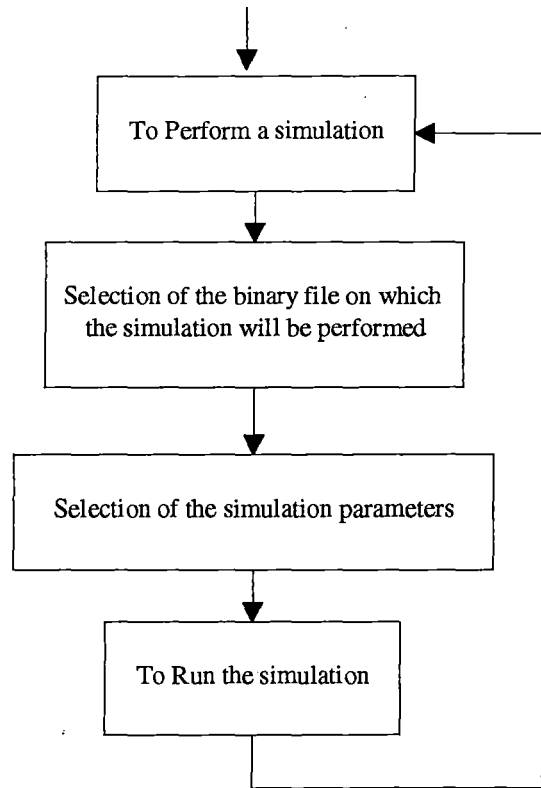 To Perform a simulation
Selection of the binary file on which
the simulation will be performed
Selection of the simulation parameters
To Run the simulation